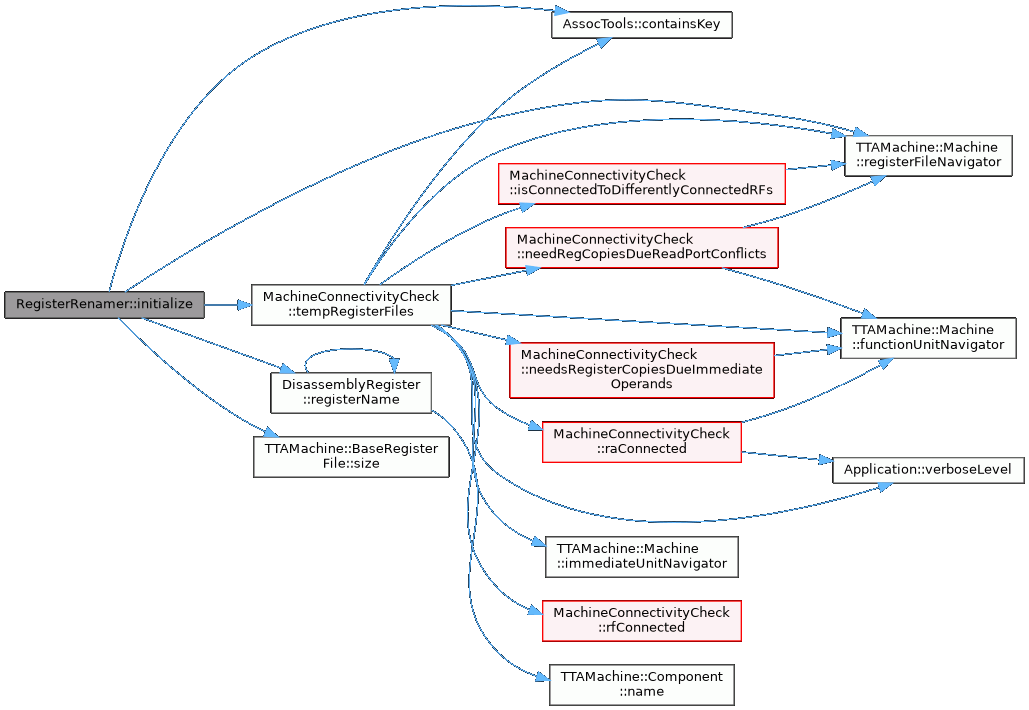 AssocTools::containsKey
TTAMachine::Machine
::registerFileNavigator
MachineConnectivityCheck
::isConnectedToDifferentlyConnectedRFs
MachineConnectivityCheck
::needRegCopiesDueReadPortConflicts
RegisterRenamer::initialize
MachineConnectivityCheck
::tempRegisterFiles
TTAMachine::Machine
::functionUnitNavigator
MachineConnectivityCheck
::needsRegisterCopiesDueImmediate
Operands
DisassemblyRegister
::registerName
MachineConnectivityCheck
::raConnected
TTAMachine::BaseRegister
File::size
Application::verboseLevel
TTAMachine::Machine
::immediateUnitNavigator
MachineConnectivityCheck
::rfConnected
TTAMachine::Component
::name